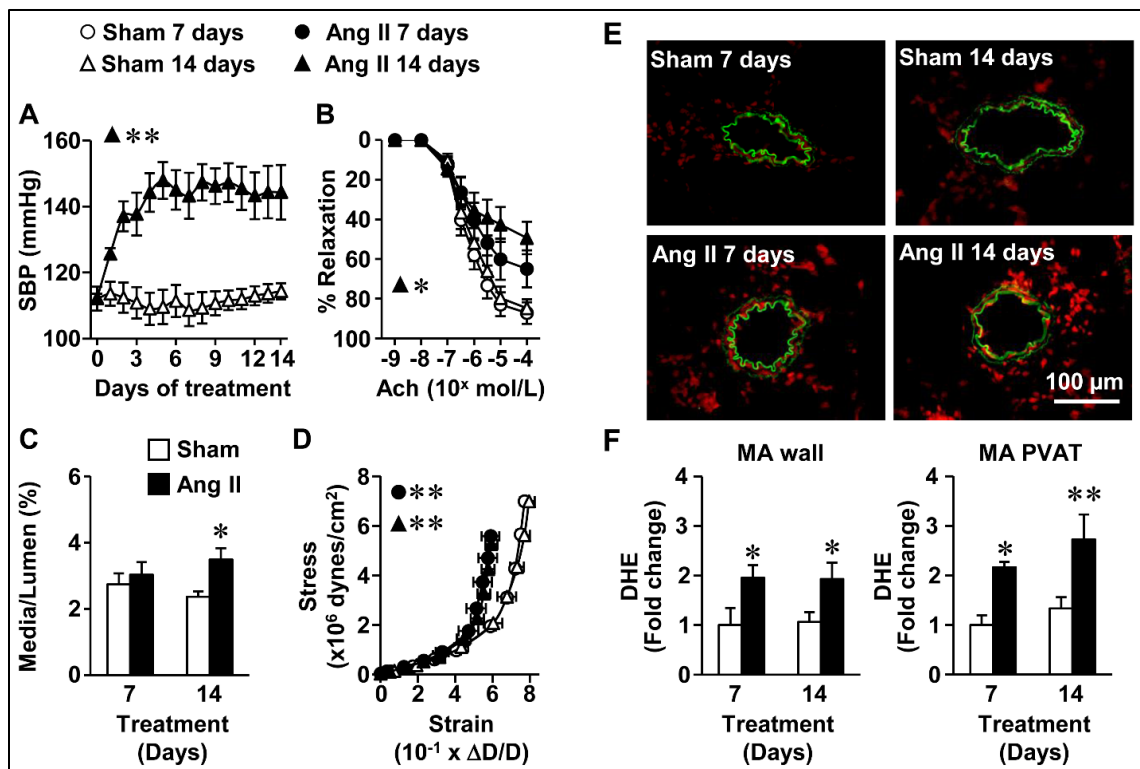 Sham 7 days
Ang II 7 days
Sham 14 days
Ang II 14 days
A
**
160
140
120
100
SBP (mmHg)
0 3 6 9 12 14
Days of treatment
B
0
20
40
60
80
100
% Relaxation
*
-9 -8 -7 -6 -5 -4
Ach (10ˣ mol/L)
C
Sham
Ang II
6
4
2
0
Media/Lumen (%)
*
7 14
Treatment
(Days)
D
**
**
8
6
4
2
0
Stress
(x10⁶ dynes/cm²)
0 2 4 6 8
Strain
(10⁻¹ x ΔD/D)
E
Sham 7 days
Sham 14 days
Ang II 7 days
Ang II 14 days
100 µm
F
MA wall
4
3
2
1
0
DHE
(Fold change)
* *
7 14
Treatment
(Days)
MA PVAT
4
3
2
1
0
DHE
(Fold change)
* **
7 14
Treatment
(Days)